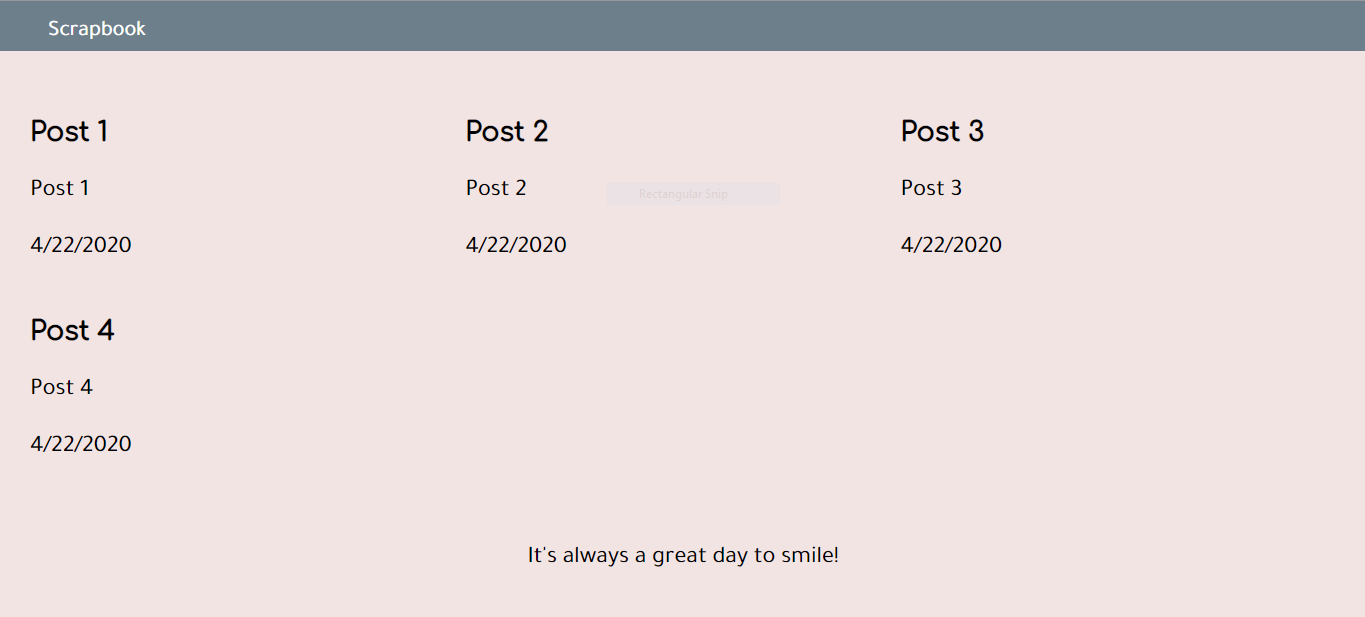 Scrapbook
Post 1
Post 1
4/22/2020
Post 2
Post 2
4/22/2020
Rectangular Snip
Post 3
Post 3
4/22/2020
Post 4
Post 4
4/22/2020
It's always a great day to smile!